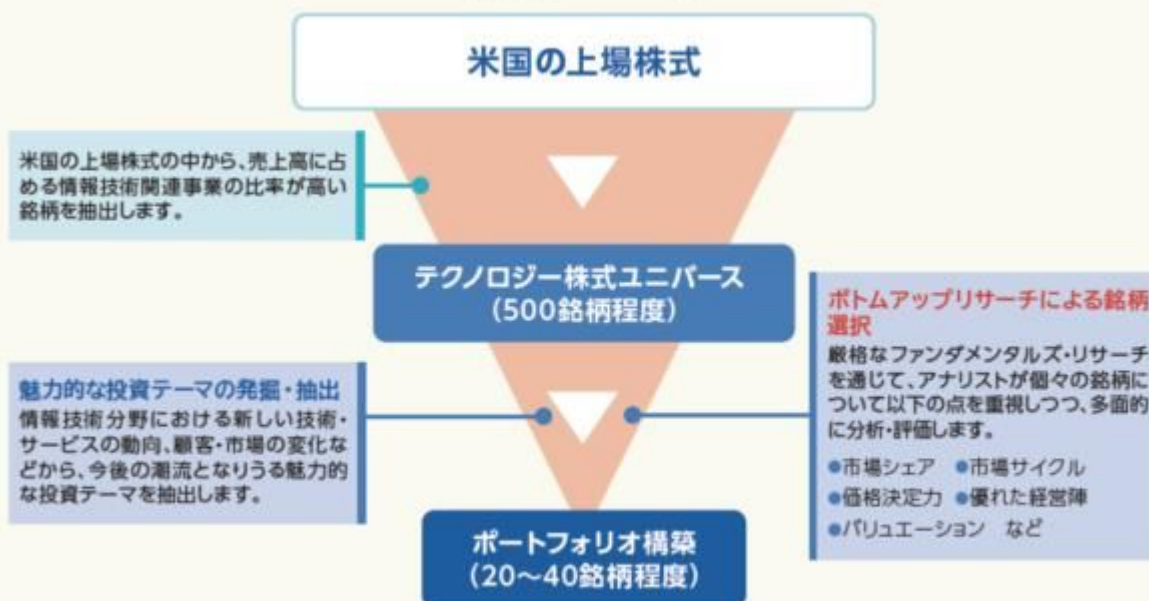 米国の上場株式
米国の上場株式の中から、売上高に占
める情報技術関連事業の比率が高い
銘柄を抽出します。
テクノロジー株式ユニバース
(500銘柄程度)
魅力的な投資テーマの発掘・抽出
情報技術分野における新しい技術・
サービスの動向、顧客・市場の変化な
どから、今後の潮流となりうる魅力的
な投資テーマを抽出します。
ボトムアップリサーチによる銘柄
選択
厳格なファンダメンタルズ・リサーチ
を通じて、アナリストが個々の銘柄に
ついて以下の点を重視しつつ、多面的
に分析・評価します。
●市場シェア ●市場サイクル
●価格決定力 ●優れた経営陣
●バリュエーション など
ポートフォリオ構築
(20～40銘柄程度)